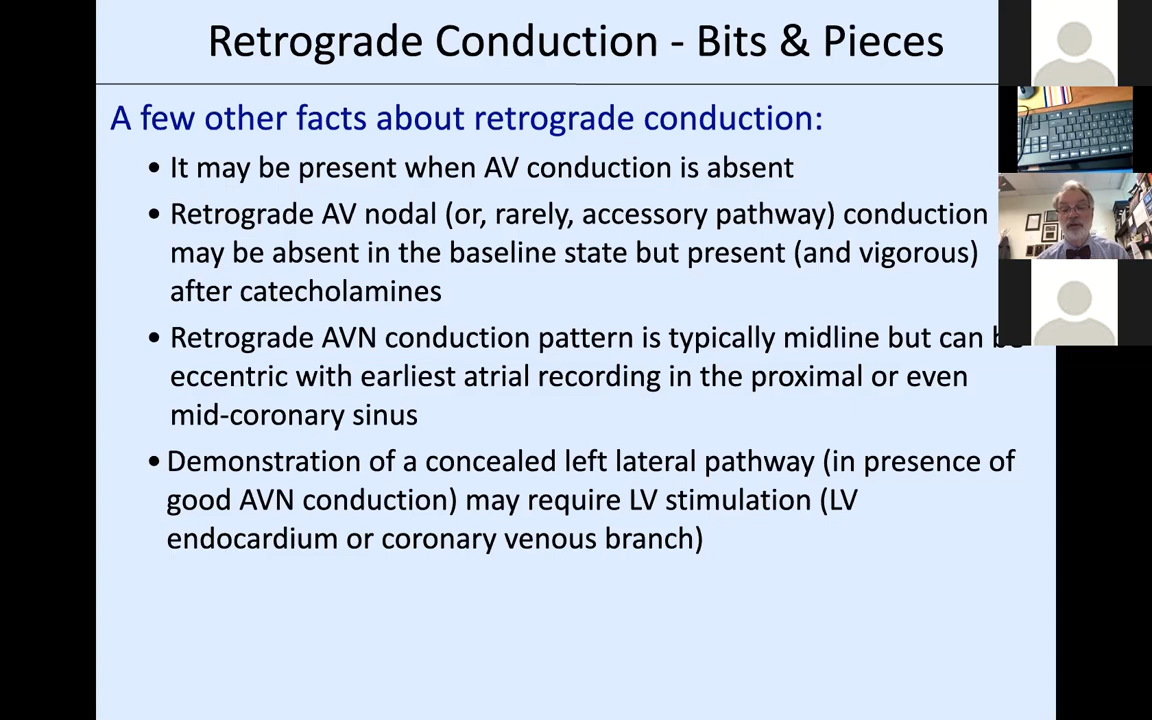 Retrograde Conduction - Bits & Pieces
A few other facts about retrograde conduction:
• It may be present when AV conduction is absent
• Retrograde AV nodal (or, rarely, accessory pathway) conduction
may be absent in the baseline state but present (and vigorous)
after catecholamines
• Retrograde AVN conduction pattern is typically midline but can be
eccentric with earliest atrial recording in the proximal or even
mid-coronary sinus
• Demonstration of a concealed left lateral pathway (in presence of
good AVN conduction) may require LV stimulation (LV
endocardium or coronary venous branch)